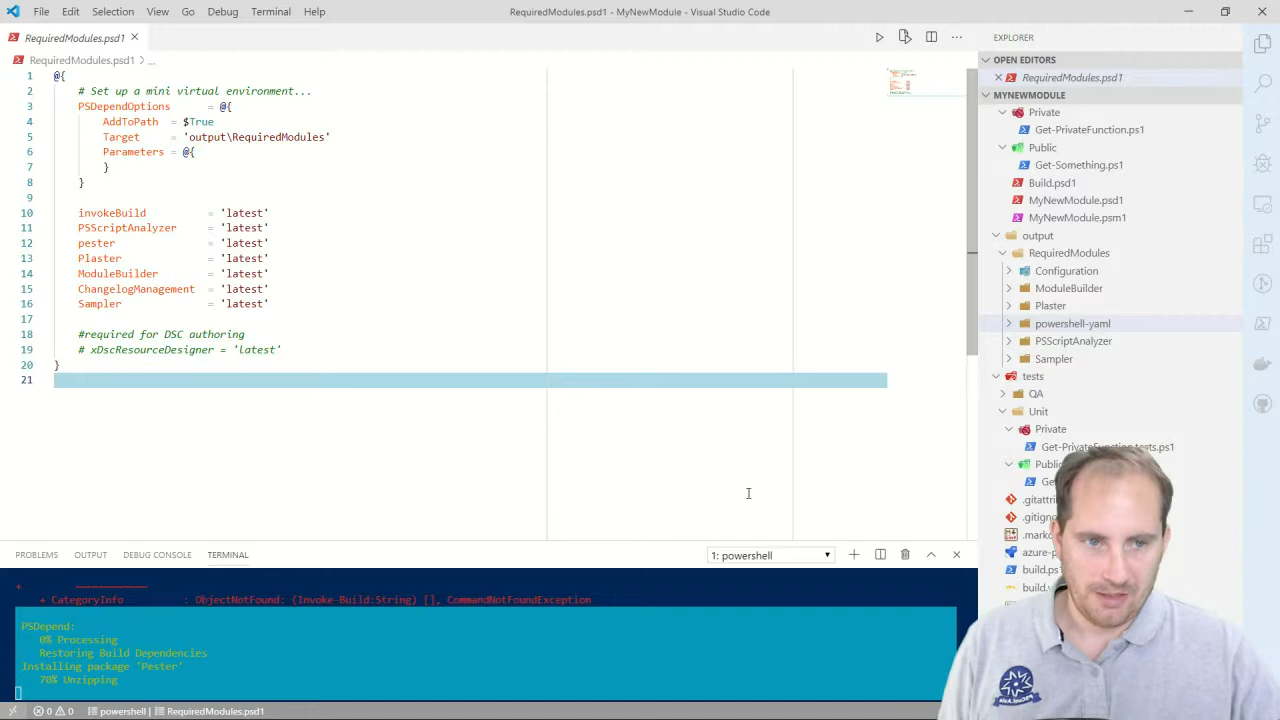 File Edit Selection View Go Debug Terminal Help
RequiredModules.psd1 - MyNewModule - Visual Studio Code
RequiredModules.psd1
RequiredModules.psd1 > ...
1 @{
2 # Set up a mini virtual environment...
3 PSDependOptions = @{
4 AddToPath = $True
5 Target = 'output\RequiredModules'
6 Parameters = @{
7 }
8 }
9
10 invokeBuild = 'latest'
11 PSScriptAnalyzer = 'latest'
12 pester = 'latest'
13 Plaster = 'latest'
14 ModuleBuilder = 'latest'
15 ChangelogManagement = 'latest'
16 Sampler = 'latest'
17
18 #required for DSC authoring
19 # xDscResourceDesigner = 'latest'
20 }
21
EXPLORER
OPEN EDITORS
RequiredModules.psd1
MYNEWMODULE
Private
Get-PrivateFunction.ps1
Public
Get-Something.ps1
Build.psd1
MyNewModule.psd1
MyNewModule.psm1
output
RequiredModules
Configuration
ModuleBuilder
Plaster
powershell-yaml
PSScriptAnalyzer
Sampler
tests
QA
Unit
Private
Get-PrivateFunction.tests.ps1
Public
PROBLEMS OUTPUT DEBUG CONSOLE TERMINAL
1: powershell
+ ~~~~~~~~~~~~
+ CategoryInfo : ObjectNotFound: (Invoke-Build:String) [], CommandNotFoundException
PSDepend:
0% Processing
Restoring Build Dependencies
Installing package 'Pester'
70% Unzipping
0 0 powershell | RequiredModules.psd1